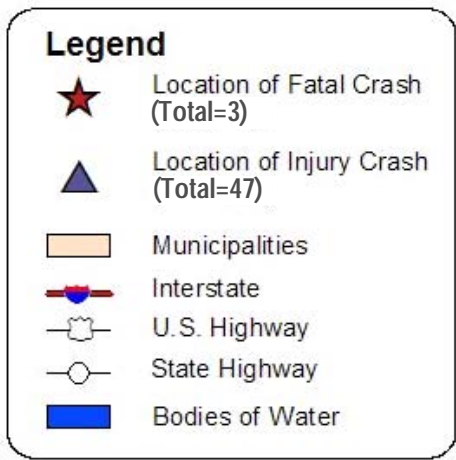 Legend
Location of Fatal Crash
(Total=3)
Location of Injury Crash
(Total=47)
Municipalities
Interstate
U.S. Highway
State Highway
Bodies of Water